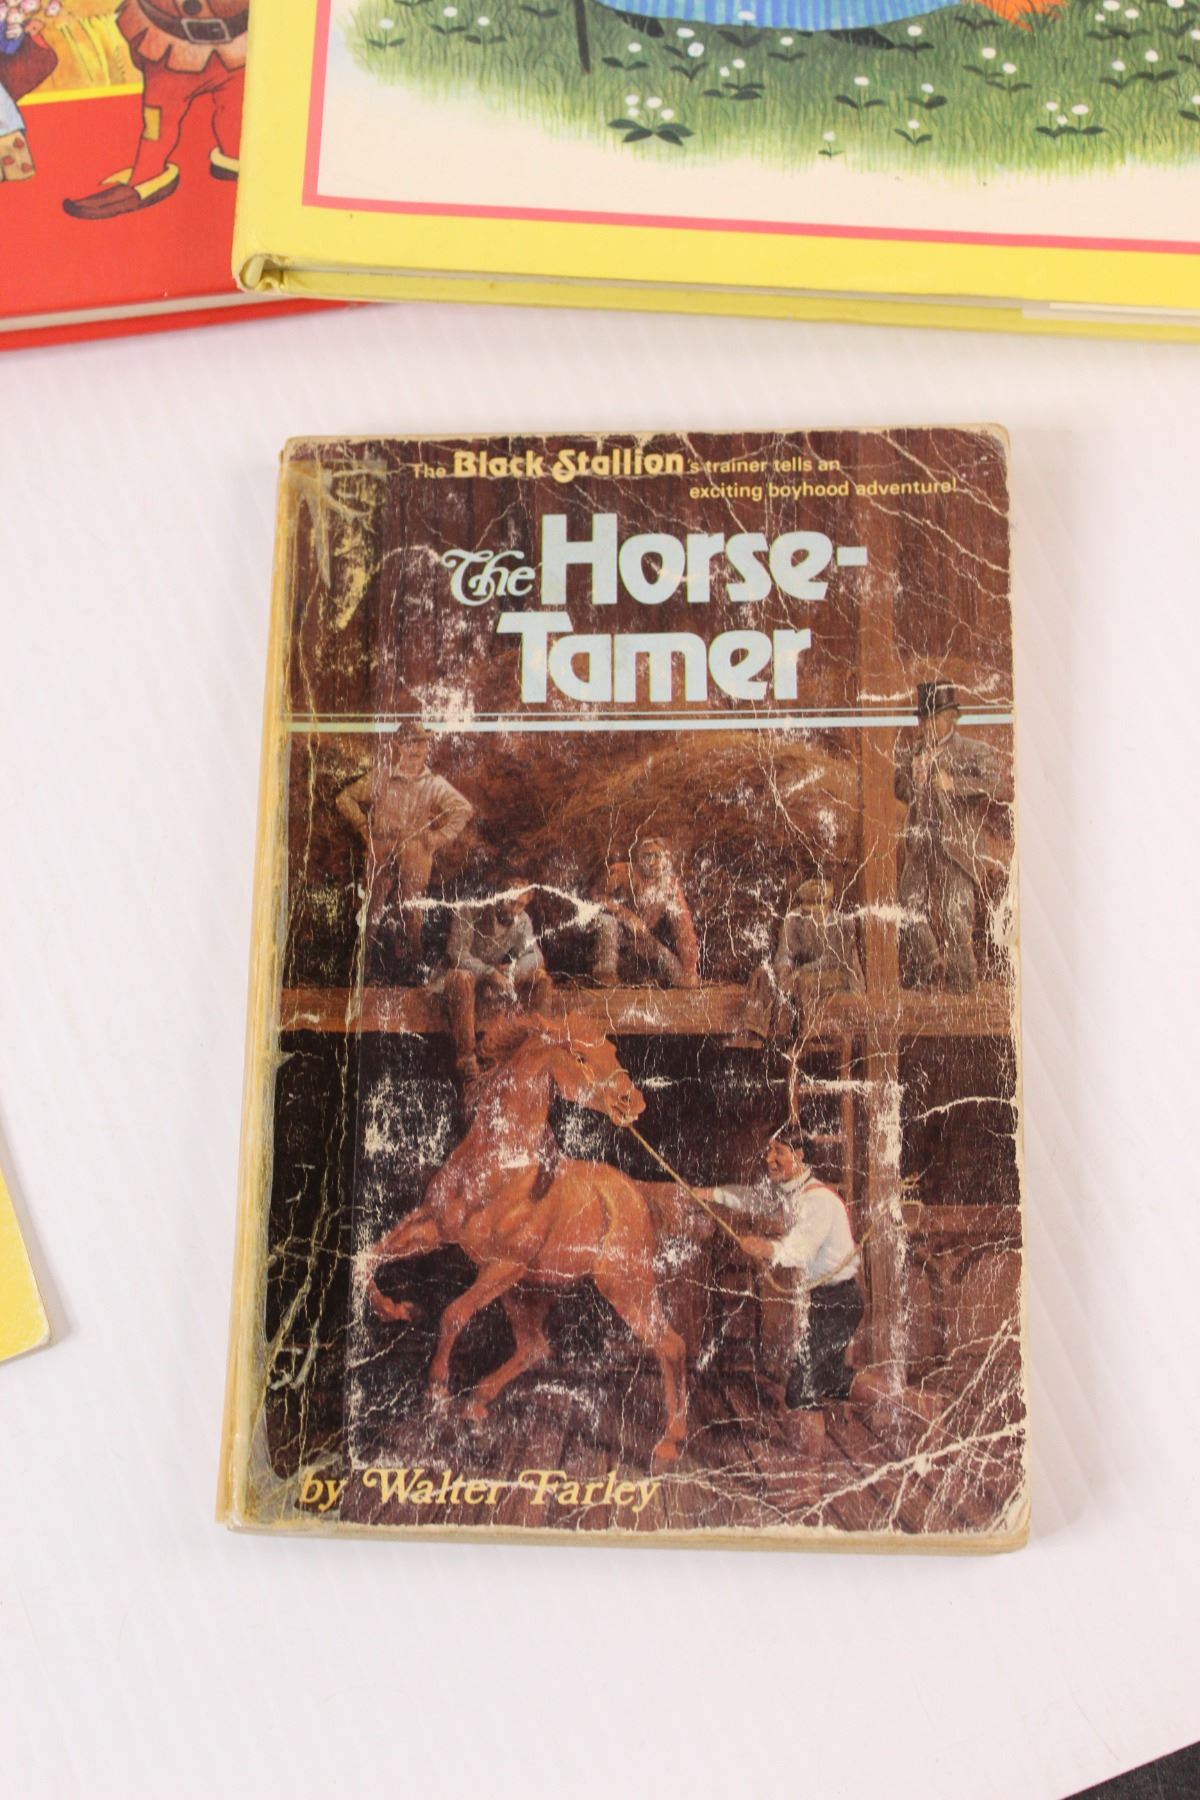 The Black Stallion's trainer tells an
exciting boyhood adventure!
The Horse-
Tamer
by Walter Farley